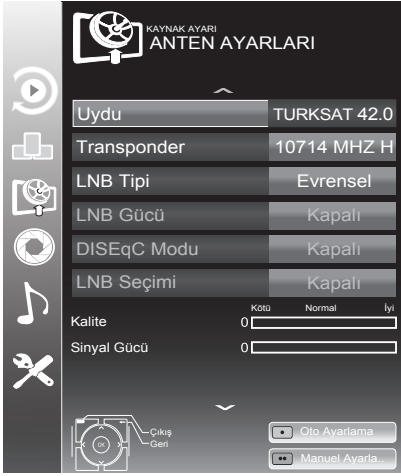 KAYNAK AYARI
ANTEN AYARLARI
Uydu TURKSAT 42.0
Transponder 10714 MHZ H
LNB Tipi Evrensel
LNB Gücü Kapalı
DISEqC Modu Kapalı
LNB Seçimi Kapalı
Kötü Normal İyi
Kalite 0
Sinyal Gücü 0
Çıkış
Geri
OK
Oto Ayarlama
Manuel Ayarla..